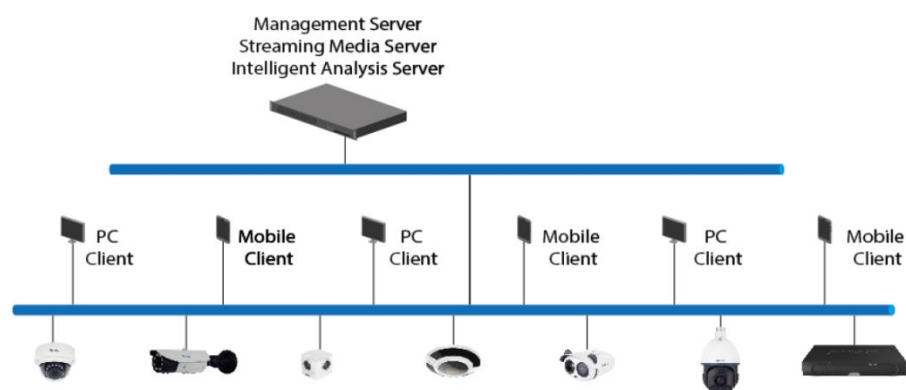 Management Server
Streaming Media Server
Intelligent Analysis Server
PC
Client
Mobile
Client
PC
Client
Mobile
Client
PC
Client
Mobile
Client